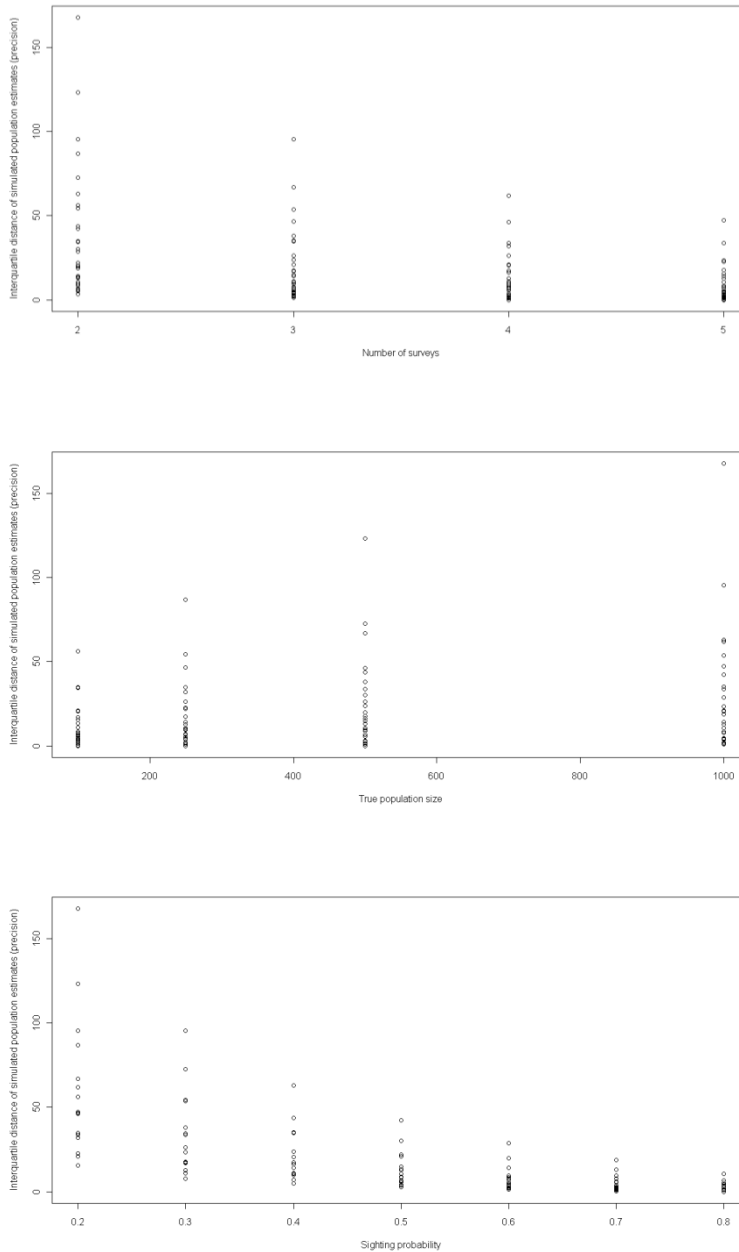 Interquartile distance of simulated population estimates (precision)
150
100
50
0
2 3 4 5
Number of surveys
Interquartile distance of simulated population estimates (precision)
150
100
50
0
200 400 600 800 1000
True population size
Interquartile distance of simulated population estimates (precision)
150
100
50
0
0.2 0.3 0.4 0.5 0.6 0.7 0.8
Sighting probability